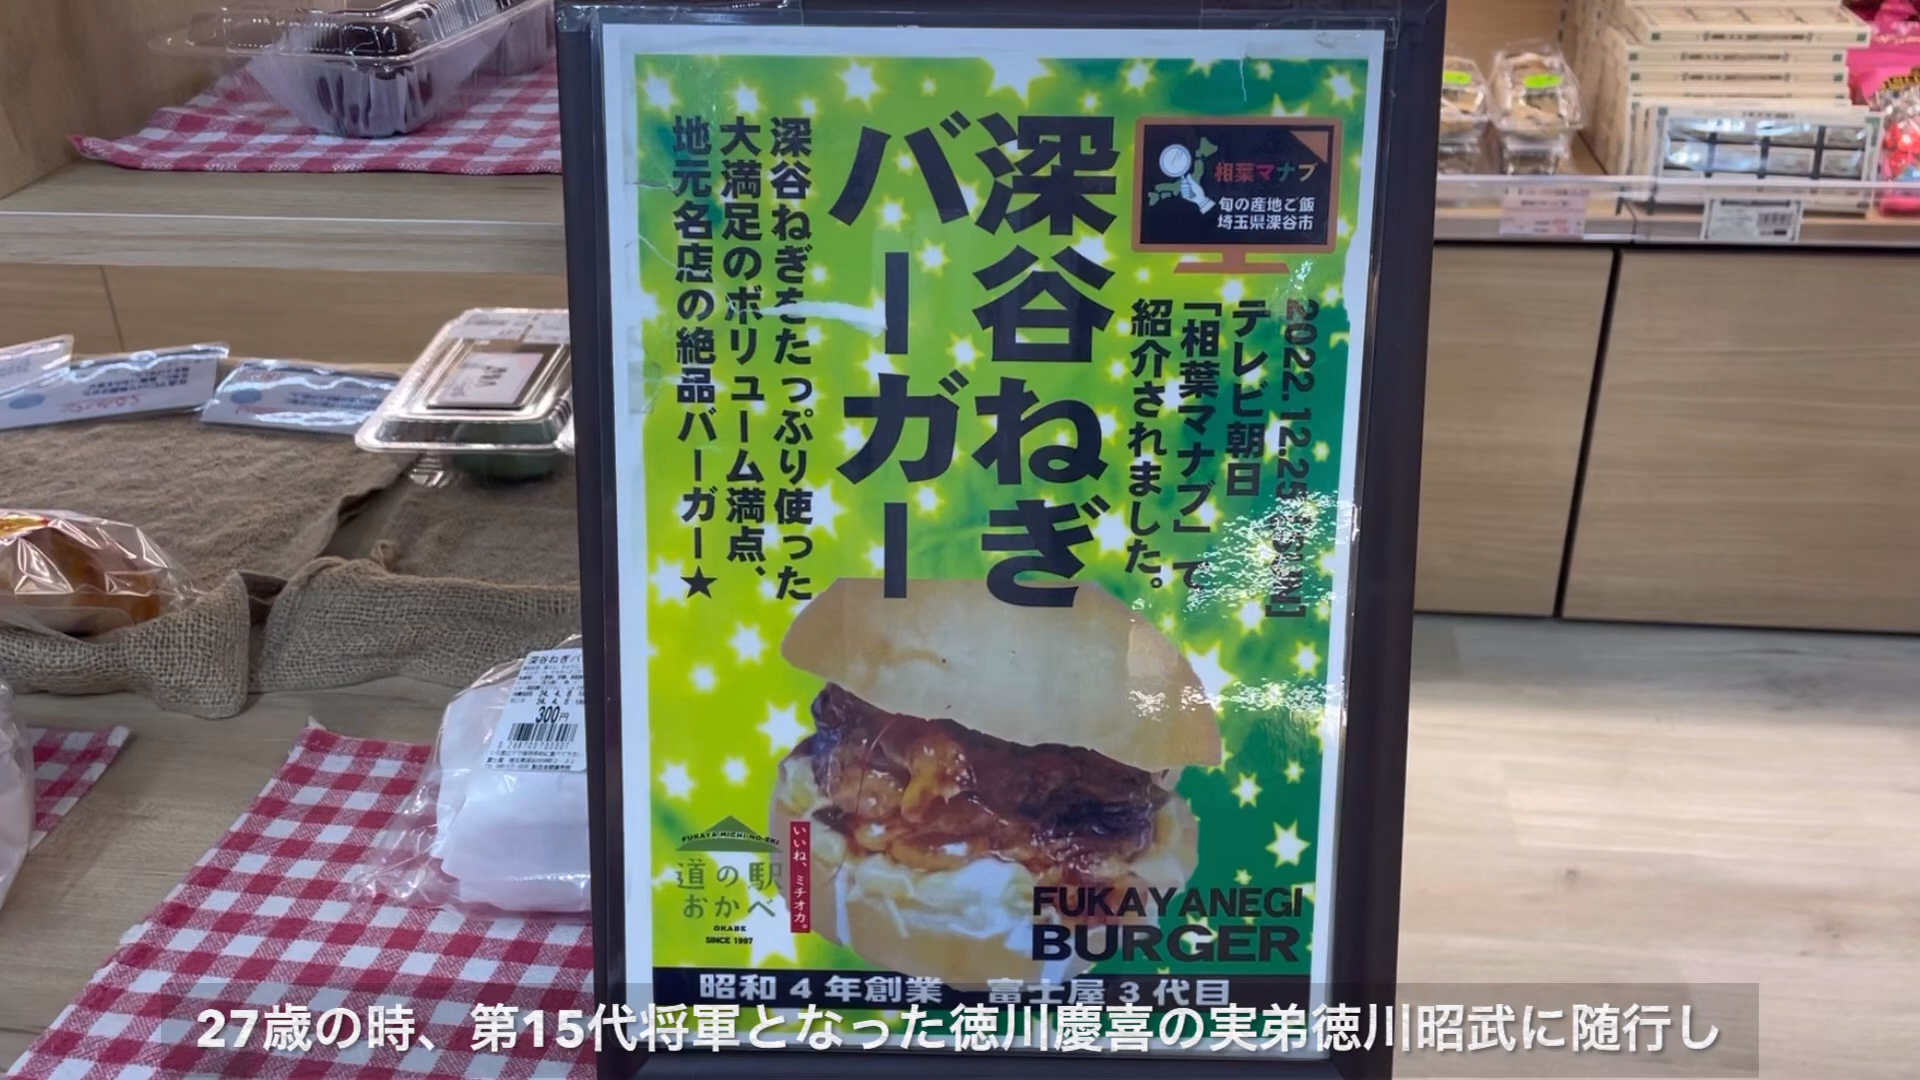 相葉マナブ
旬の産地ご飯
埼玉県深谷市
テレビ朝日
「相葉マナブ」で
紹介されました。
深谷ねぎ
バーガー
深谷ねぎをたっぷり使った
大満足のボリューム満点、
地元名店の絶品バーガー★
FUKAYA MICHI-NO-EKI
道の駅
おかべ
OKABE
SINCE 1997
いいね、ミチオカ。
FUKAYANEGI
BURGER
昭和4年創業 富士屋3代目
深谷ねぎバ
300円
27歳の時、第15代将軍となった徳川慶喜の実弟徳川昭武に随行し